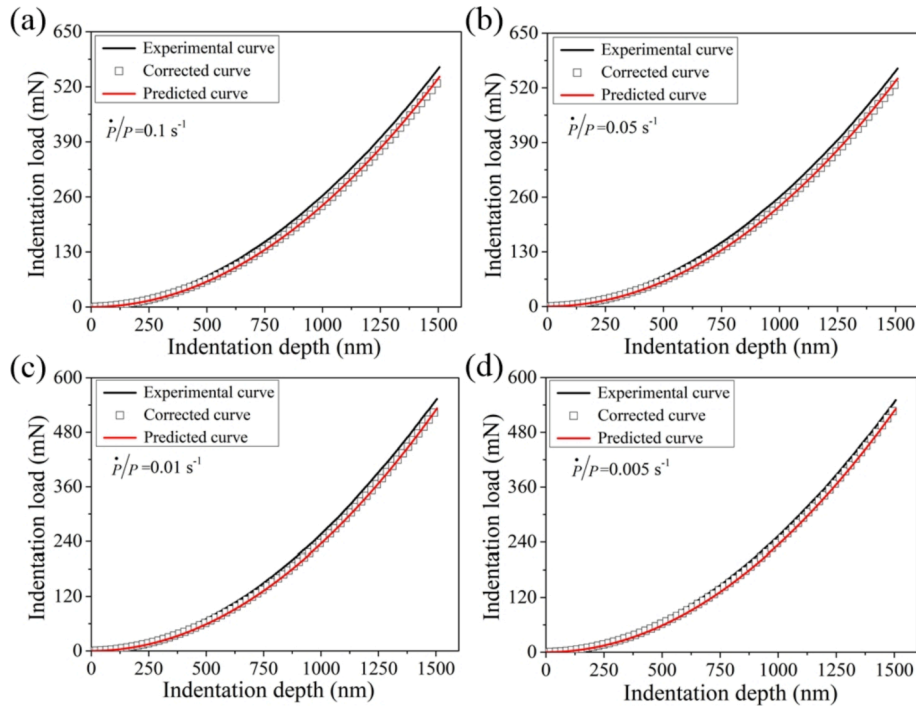 (a)
650
520
390
260
130
0
Indentation load (mN)
Experimental curve
Corrected curve
Predicted curve
Ṗ/P=0.1 s⁻¹
0 250 500 750 1000 1250 1500
Indentation depth (nm)
(b)
650
520
390
260
130
0
Indentation load (mN)
Experimental curve
Corrected curve
Predicted curve
Ṗ/P=0.05 s⁻¹
0 250 500 750 1000 1250 1500
Indentation depth (nm)
(c)
600
480
360
240
120
0
Indentation load (mN)
Experimental curve
Corrected curve
Predicted curve
Ṗ/P=0.01 s⁻¹
0 250 500 750 1000 1250 1500
Indentation depth (nm)
(d)
600
480
360
240
120
0
Indentation load (mN)
Experimental curve
Corrected curve
Predicted curve
Ṗ/P=0.005 s⁻¹
0 250 500 750 1000 1250 1500
Indentation depth (nm)